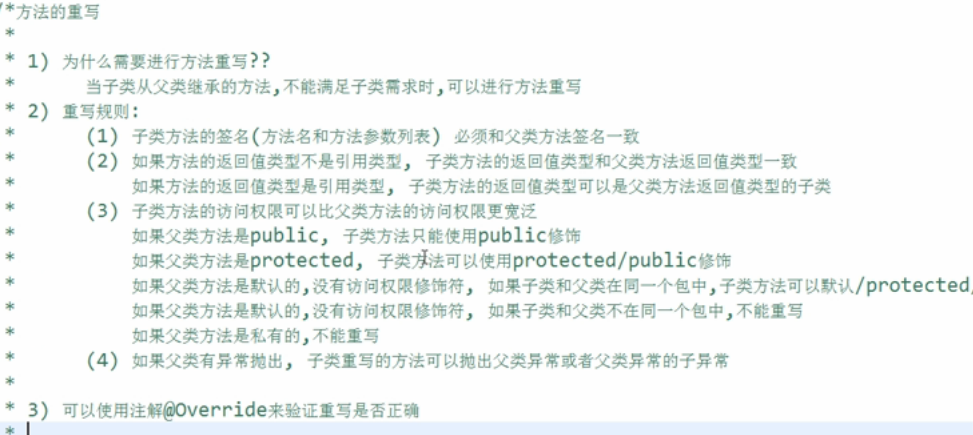 /*方法的重写
*
* 1) 为什么需要进行方法重写??
* 当子类从父类继承的方法,不能满足子类需求时,可以进行方法重写
* 2) 重写规则:
* (1) 子类方法的签名(方法名和方法参数列表) 必须和父类方法签名一致
* (2) 如果方法的返回值类型不是引用类型, 子类方法的返回值类型和父类方法返回值类型一致
* 如果方法的返回值类型是引用类型, 子类方法的返回值类型可以是父类方法返回值类型的子类
* (3) 子类方法的访问权限可以比父类方法的访问权限更宽泛
* 如果父类方法是public, 子类方法只能使用public修饰
* 如果父类方法是protected, 子类方法可以使用protected/public修饰
* 如果父类方法是默认的,没有访问权限修饰符, 如果子类和父类在同一个包中,子类方法可以默认/protected/
* 如果父类方法是默认的,没有访问权限修饰符, 如果子类和父类不在同一个包中,不能重写
* 如果父类方法是私有的,不能重写
* (4) 如果父类有异常抛出, 子类重写的方法可以抛出父类异常或者父类异常的子异常
*
* 3) 可以使用注解@Override来验证重写是否正确
*